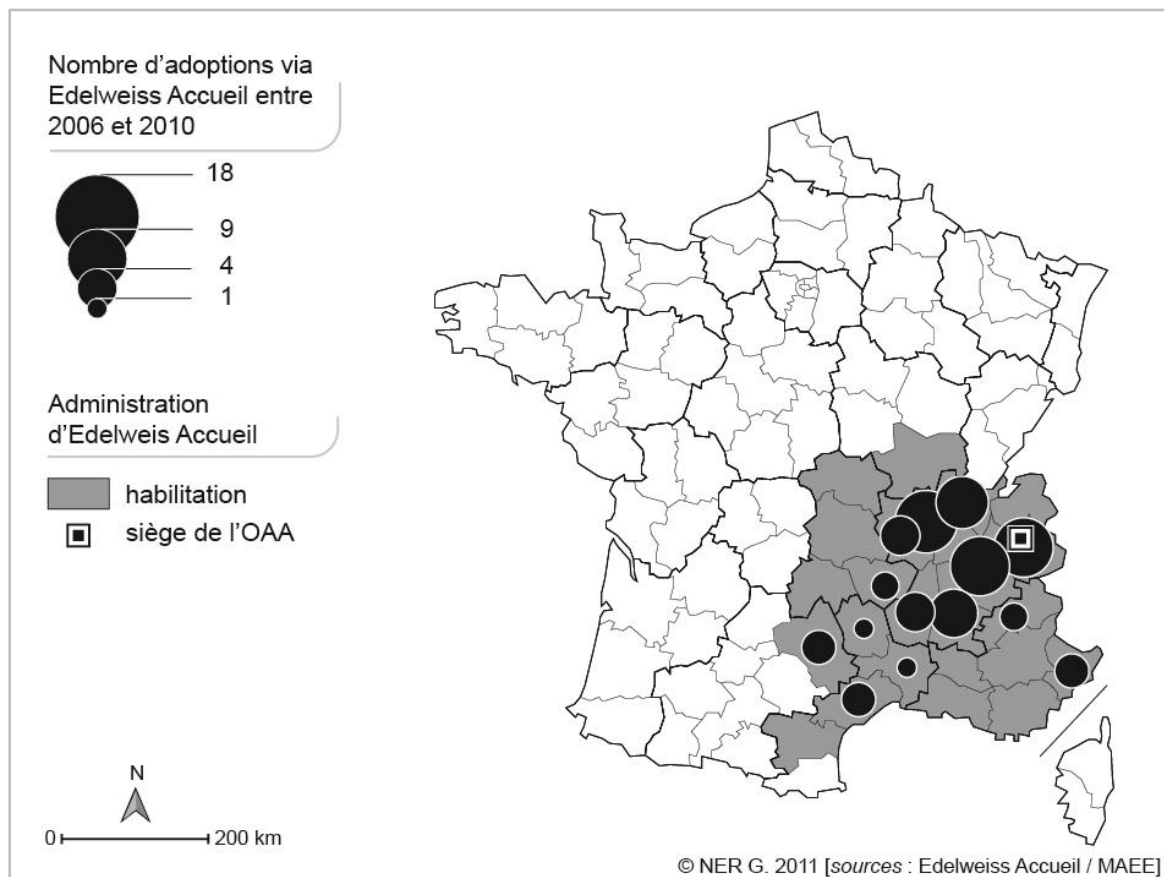 Nombre d'adoptions via
Edelweiss Accueil entre
2006 et 2010
18
9
4
1
Administration
d'Edelweis Accueil
habilitation
siège de l'OAA
N
0
200 km
© NER G. 2011 [sources : Edelweiss Accueil / MAEE]